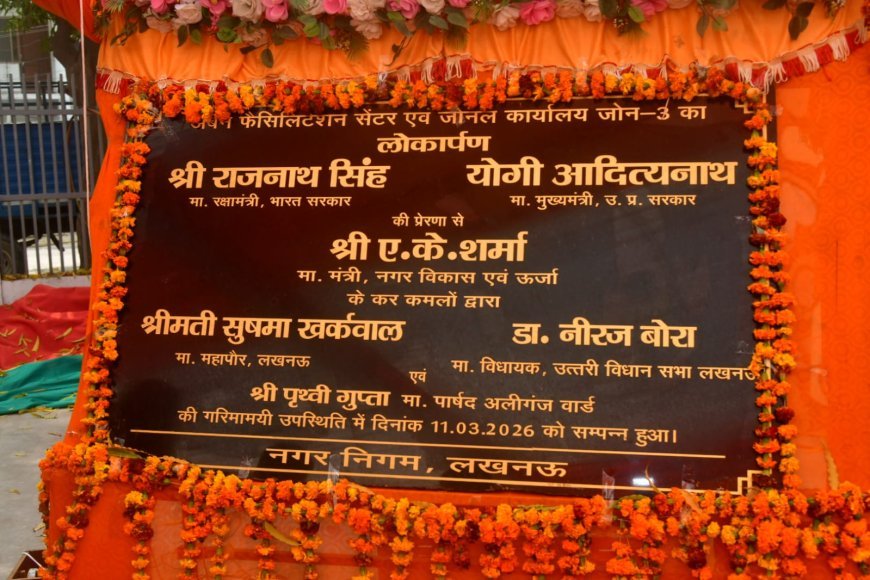 अर्बन फैसिलिटेशन सेंटर एवं जोनल कार्यालय जोन-3 का
लोकार्पण
श्री राजनाथ सिंह योगी आदित्यनाथ
मा. रक्षामंत्री, भारत सरकार मा. मुख्यमंत्री, उ. प्र. सरकार
की प्रेरणा से
श्री ए.के.शर्मा
मा. मंत्री, नगर विकास एवं ऊर्जा
के कर कमलों द्वारा
श्रीमती सुषमा खर्कवाल डा. नीरज बोरा
मा. महापौर, लखनऊ मा. विधायक, उत्तरी विधान सभा लखनऊ
एवं
श्री पृथ्वी गुप्ता मा. पार्षद अलीगंज वार्ड
की गरिमामयी उपस्थिति में दिनांक 11.03.2026 को सम्पन्न हुआ।
नगर निगम, लखनऊ